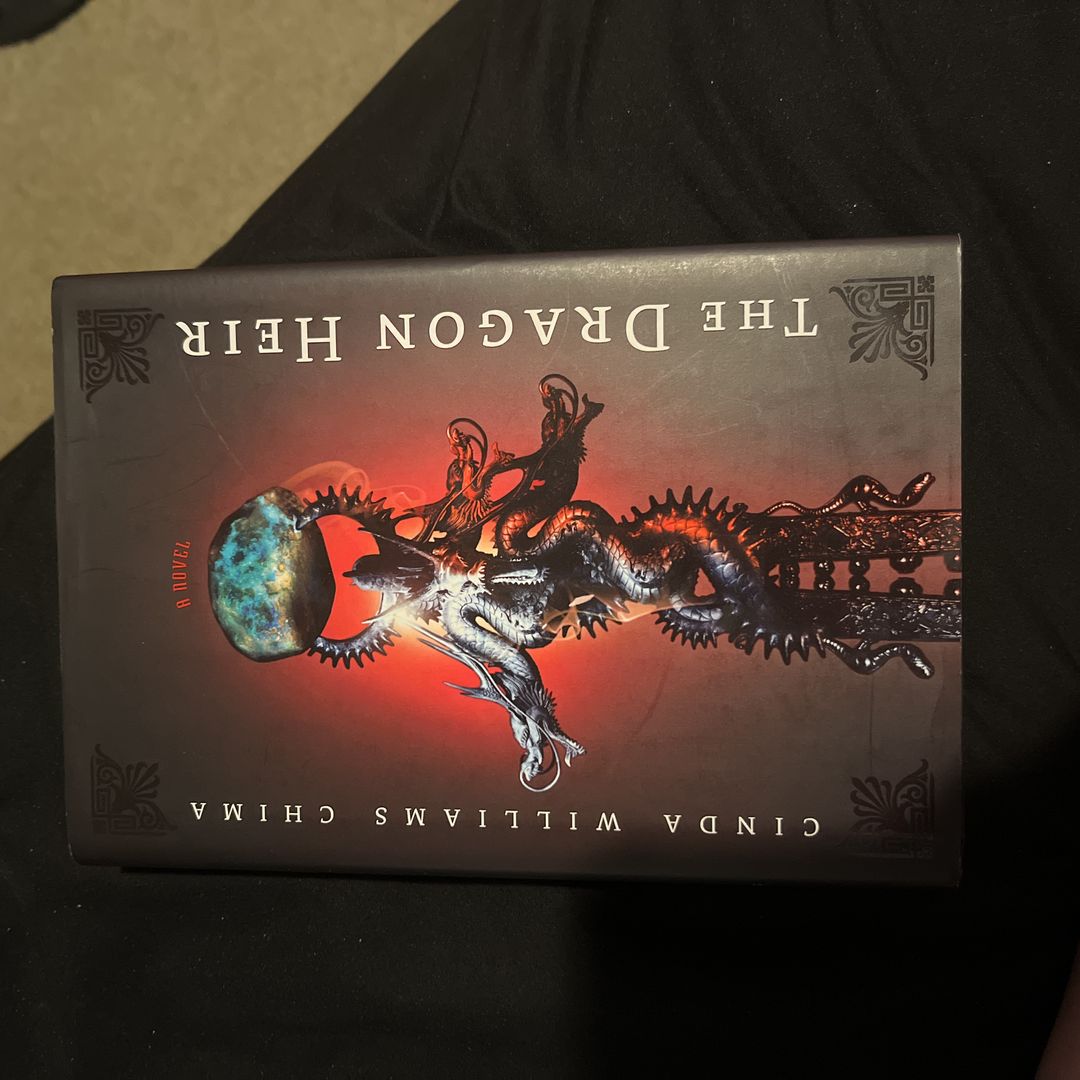 THE DRAGON HEIR
A NOVEL
CINDA WILLIAMS CHIMA